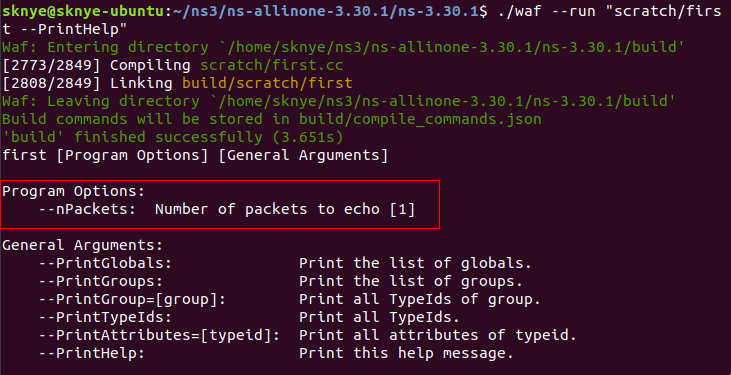 sknye@sknye-ubuntu:~/ns3/ns-allinone-3.30.1/ns-3.30.1$ ./waf --run "scratch/firs
t --PrintHelp"
Waf: Entering directory `/home/sknye/ns3/ns-allinone-3.30.1/ns-3.30.1/build'
[2773/2849] Compiling scratch/first.cc
[2808/2849] Linking build/scratch/first
Waf: Leaving directory `/home/sknye/ns3/ns-allinone-3.30.1/ns-3.30.1/build'
Build commands will be stored in build/compile_commands.json
'build' finished successfully (3.651s)
first [Program Options] [General Arguments]
Program Options:
    --nPackets:  Number of packets to echo [1]
General Arguments:
    --PrintGlobals:              Print the list of globals.
    --PrintGroups:               Print the list of groups.
    --PrintGroup=[group]:        Print all TypeIds of group.
    --PrintTypeIds:              Print all TypeIds.
    --PrintAttributes=[typeid]:  Print all attributes of typeid.
    --PrintHelp:                 Print this help message.